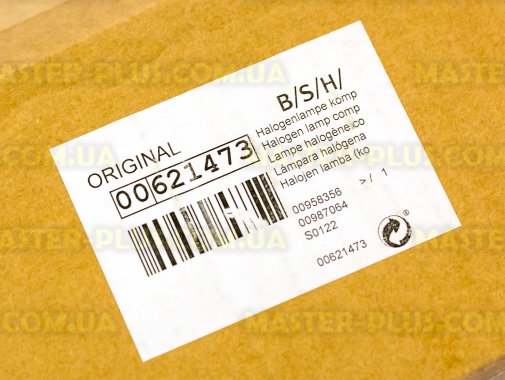 B/S/H/
ORIGINAL
00621473
Halogenlampe komp
Halogen lamp comp
Lampe halogène/co
Lámpara halógena
Halojen lamba (ko
00958356 >/ 1
00987064
S0122
00621473
MASTER-PLUS.COM.UA